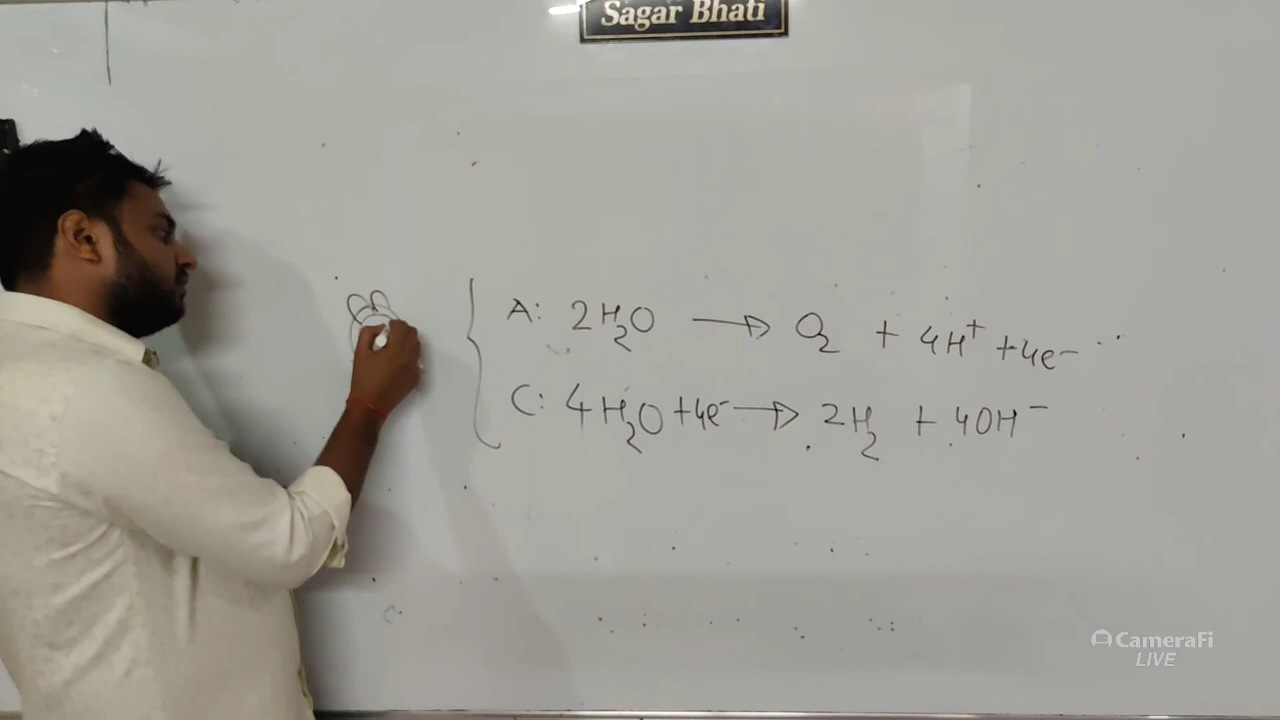 Sagar Bhati
A: 2H₂O → O₂ + 4H⁺ + 4e⁻
C: 4H₂O + 4e⁻ → 2H₂ + 4OH⁻
CameraFi
LIVE